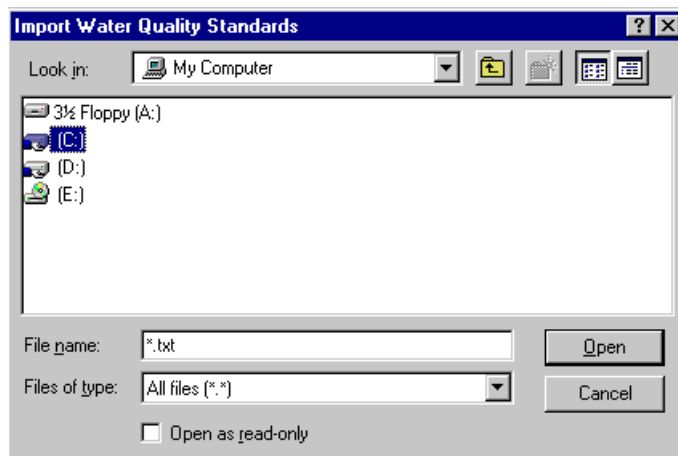 Import Water Quality Standards
Look in: My Computer
3½ Floppy (A:)
(C:)
(D:)
(E:)
File name: *.txt Open
Files of type: All files (*.*) Cancel
Open as read-only